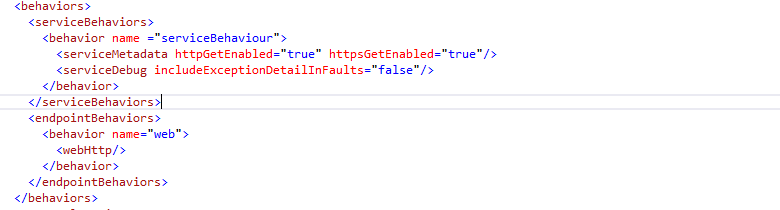 <behaviors>
<serviceBehaviors>
<behavior name ="serviceBehaviour">
<serviceMetadata httpGetEnabled="true" httpsGetEnabled="true"/>
<serviceDebug includeExceptionDetailInFaults="false"/>
</behavior>
</serviceBehaviors>
<endpointBehaviors>
<behavior name="web">
<webHttp/>
</behavior>
</endpointBehaviors>
</behaviors>